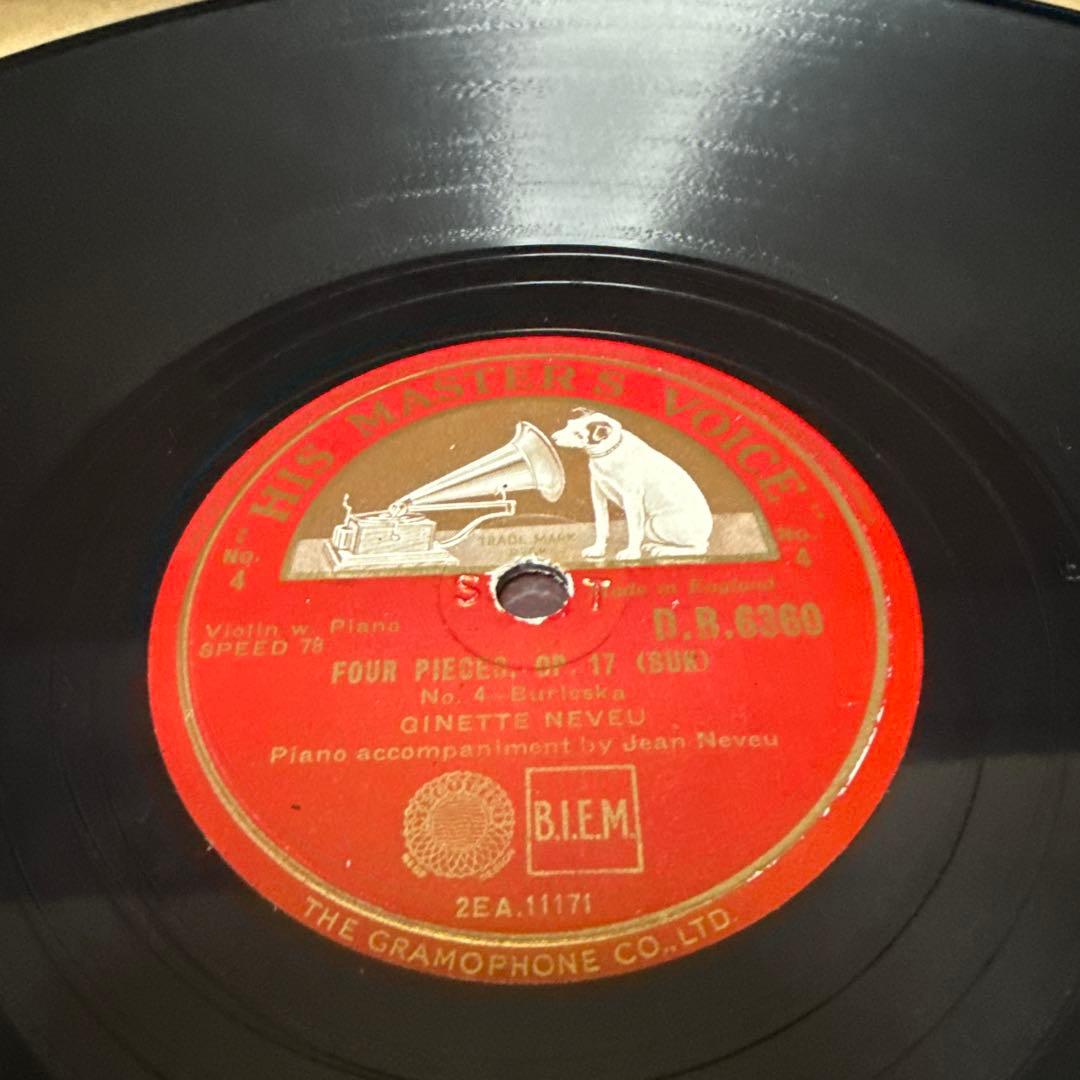 "HIS MASTER'S VOICE"
TRADE MARK
No. 4
No. 4
S T
Made in England
D.B.6360
Violin w. Piano
SPEED 78
FOUR PIECES, OP. 17 (SUK)
No. 4—Burleska
GINETTE NEVEU
Piano accompaniment by Jean Neveu
B.I.E.M.
2EA.11171
THE GRAMOPHONE CO., LTD.